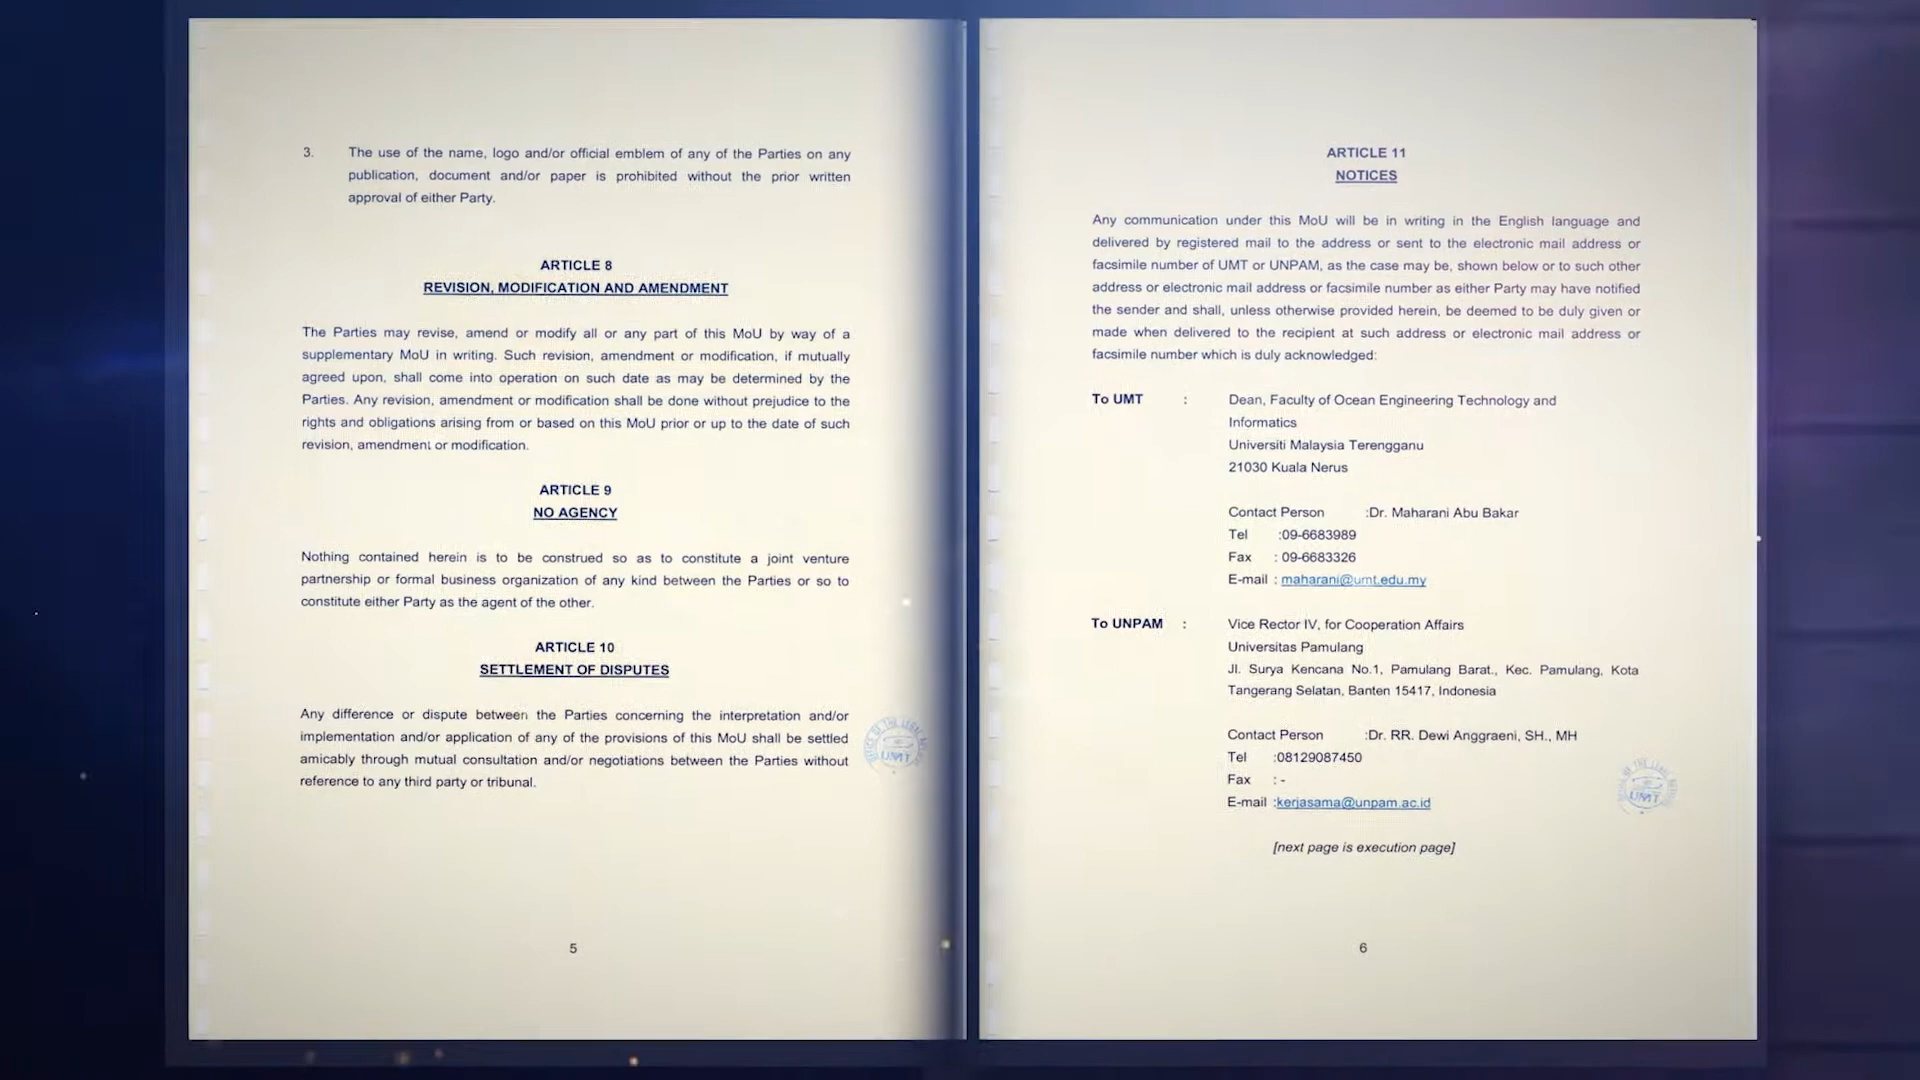 3. The use of the name, logo and/or official emblem of any of the Parties on any
publication, document and/or paper is prohibited without the prior written
approval of either Party.
ARTICLE 8
REVISION, MODIFICATION AND AMENDMENT
The Parties may revise, amend or modify all or any part of this MoU by way of a
supplementary MoU in writing. Such revision, amendment or modification, if mutually
agreed upon, shall come into operation on such date as may be determined by the
Parties. Any revision, amendment or modification shall be done without prejudice to the
rights and obligations arising from or based on this MoU prior or up to the date of such
revision, amendment or modification.
ARTICLE 9
NO AGENCY
Nothing contained herein is to be construed so as to constitute a joint venture
partnership or formal business organization of any kind between the Parties or so to
constitute either Party as the agent of the other.
ARTICLE 10
SETTLEMENT OF DISPUTES
Any difference or dispute between the Parties concerning the interpretation and/or
implementation and/or application of any of the provisions of this MoU shall be settled
amicably through mutual consultation and/or negotiations between the Parties without
reference to any third party or tribunal.
UMT
5
ARTICLE 11
NOTICES
Any communication under this MoU will be in writing in the English language and
delivered by registered mail to the address or sent to the electronic mail address or
facsimile number of UMT or UNPAM, as the case may be, shown below or to such other
address or electronic mail address or facsimile number as either Party may have notified
the sender and shall, unless otherwise provided herein, be deemed to be duly given or
made when delivered to the recipient at such address or electronic mail address or
facsimile number which is duly acknowledged:
To UMT : Dean, Faculty of Ocean Engineering Technology and
Informatics
Universiti Malaysia Terengganu
21030 Kuala Nerus
Contact Person :Dr. Maharani Abu Bakar
Tel :09-6683989
Fax : 09-6683326
E-mail : maharani@umt.edu.my
To UNPAM : Vice Rector IV, for Cooperation Affairs
Universitas Pamulang
Jl. Surya Kencana No.1, Pamulang Barat., Kec. Pamulang, Kota
Tangerang Selatan, Banten 15417, Indonesia
Contact Person :Dr. RR. Dewi Anggraeni, SH., MH
Tel :08129087450
Fax : -
E-mail :kerjasama@unpam.ac.id
UMT
[next page is execution page]
6